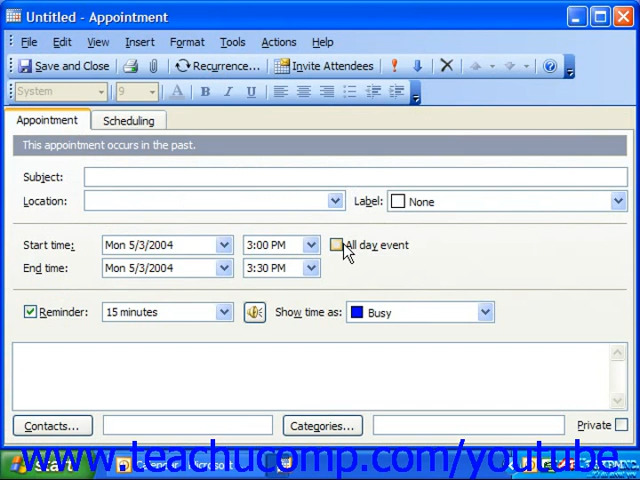 Untitled - Appointment
File Edit View Insert Format Tools Actions Help
Save and Close Recurrence... Invite Attendees
System 9 A B I U
Appointment Scheduling
This appointment occurs in the past.
Subject:
Location: Label: None
Start time: Mon 5/3/2004 3:00 PM All day event
End time: Mon 5/3/2004 3:30 PM
Reminder: 15 minutes Show time as: Busy
Contacts... Categories... Private
www.teachucomp.com/youtube
start Calendar - Microsoft